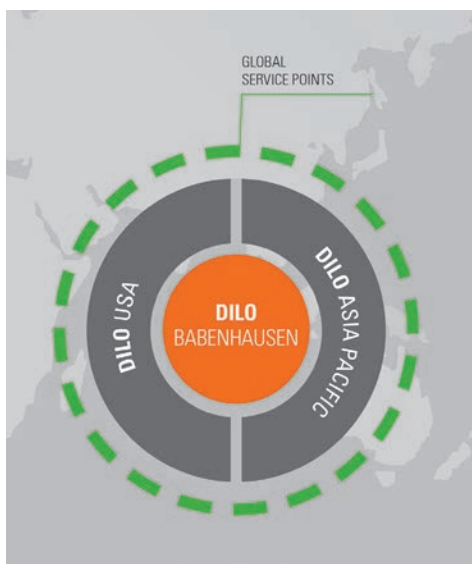 GLOBAL
SERVICE POINTS
DILO USA
DILO
BABENHAUSEN
DILO ASIA PACIFIC